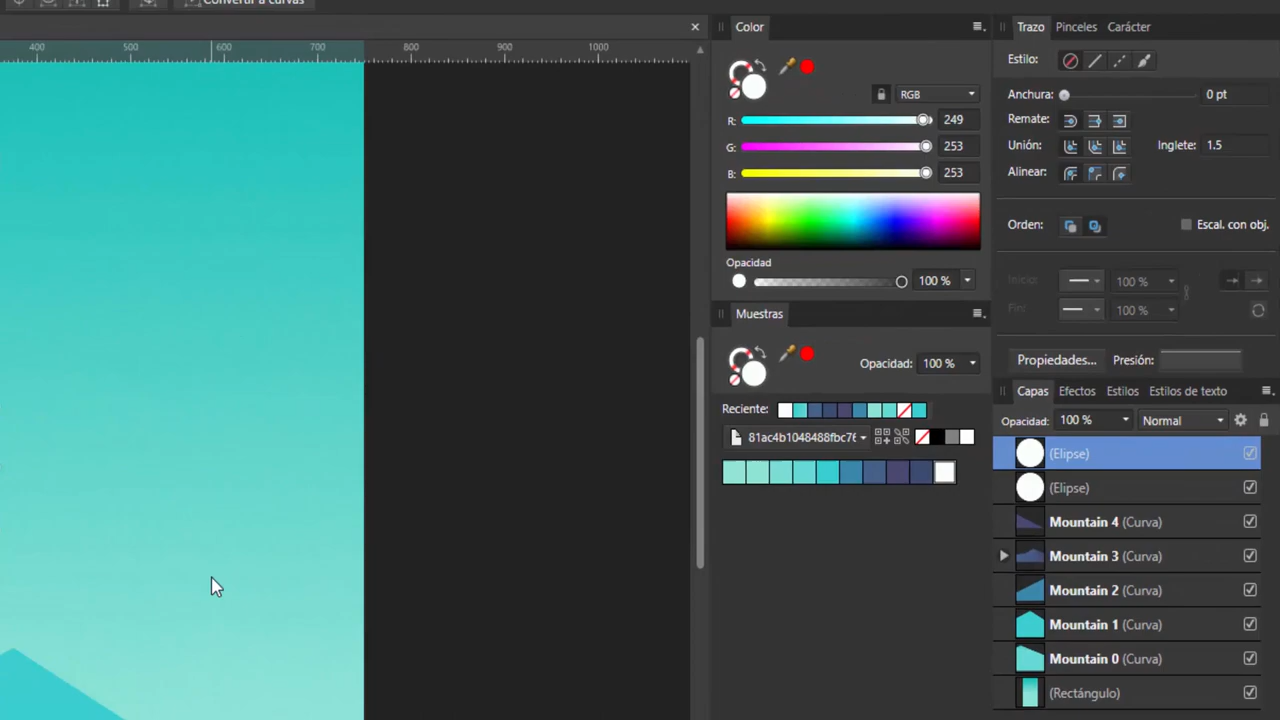 Convertir a curvas
400 500 600 700 800 900 1000
Color
RGB
R: 249
G: 253
B: 253
Opacidad
100 %
Muestras
Opacidad: 100 %
Reciente:
81ac4b1048488fbc76
Trazo Pinceles Carácter
Estilo:
Anchura: 0 pt
Remate:
Unión: Inglete: 1.5
Alinear:
Orden: Escal. con obj.
Inicio: 100 %
Fin: 100 %
Propiedades... Presión:
Capas Efectos Estilos Estilos de texto
Opacidad: 100 % Normal
(Elipse)
(Elipse)
Mountain 4 (Curva)
Mountain 3 (Curva)
Mountain 2 (Curva)
Mountain 1 (Curva)
Mountain 0 (Curva)
(Rectángulo)